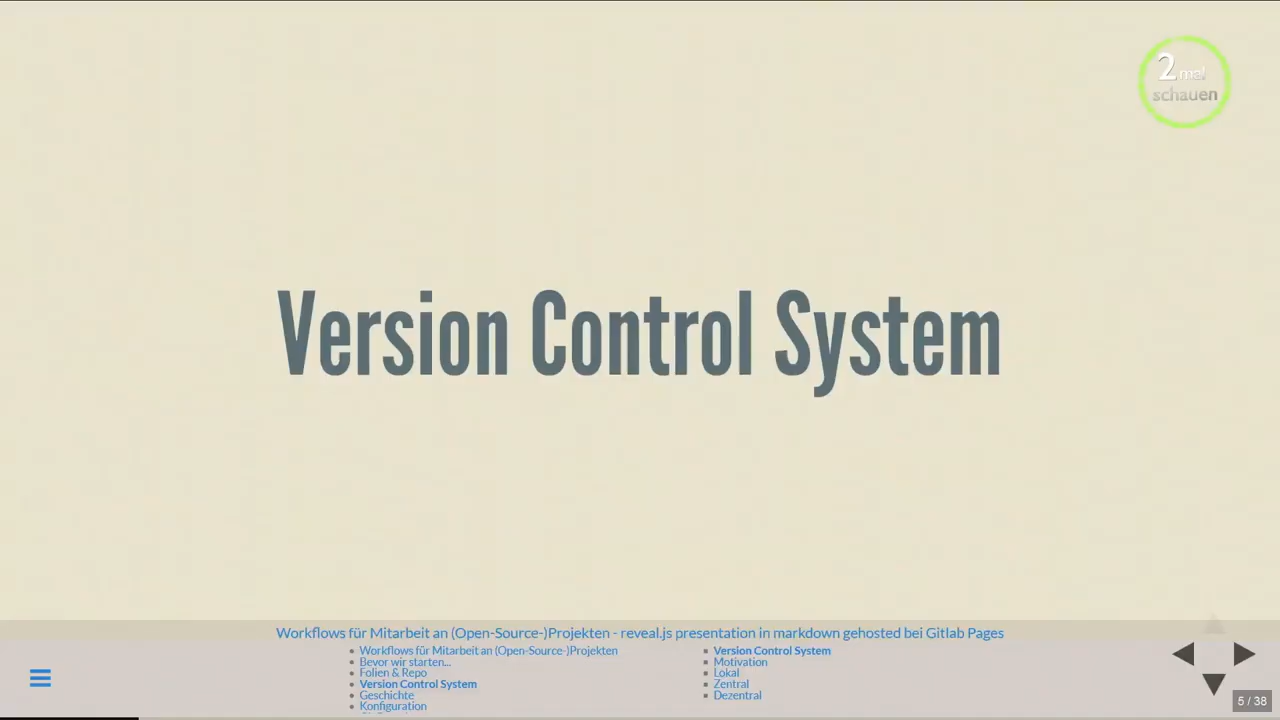 2 mal
schauen
Version Control System
Workflows für Mitarbeit an (Open-Source-)Projekten - reveal.js presentation in markdown gehosted bei Gitlab Pages
Workflows für Mitarbeit an (Open-Source-)Projekten
Bevor wir starten...
Folien & Repo
Version Control System
Geschichte
Konfiguration
Version Control System
Motivation
Lokal
Zentral
Dezentral
5 / 38